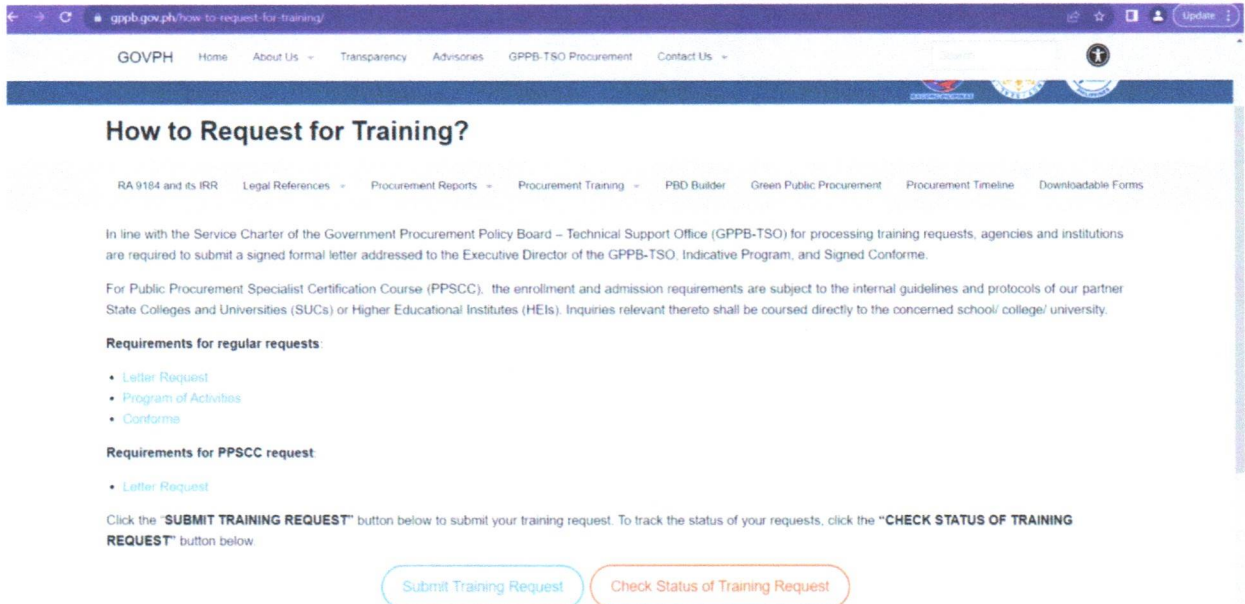 gppb.gov.ph/how-to-request-for-training/
Update
GOVPH Home About Us Transparency Advisories GPPB-TSO Procurement Contact Us
Search
How to Request for Training?
RA 9184 and its IRR Legal References Procurement Reports Procurement Training PBD Builder Green Public Procurement Procurement Timeline Downloadable Forms
In line with the Service Charter of the Government Procurement Policy Board – Technical Support Office (GPPB-TSO) for processing training requests, agencies and institutions
are required to submit a signed formal letter addressed to the Executive Director of the GPPB-TSO, Indicative Program, and Signed Conforme.
For Public Procurement Specialist Certification Course (PPSCC), the enrollment and admission requirements are subject to the internal guidelines and protocols of our partner
State Colleges and Universities (SUCs) or Higher Educational Institutes (HEIs). Inquiries relevant thereto shall be coursed directly to the concerned school/ college/ university.
Requirements for regular requests:
• Letter Request
• Program of Activities
• Conforme
Requirements for PPSCC request:
• Letter Request
Click the "SUBMIT TRAINING REQUEST" button below to submit your training request. To track the status of your requests, click the "CHECK STATUS OF TRAINING
REQUEST" button below.
Submit Training Request Check Status of Training Request